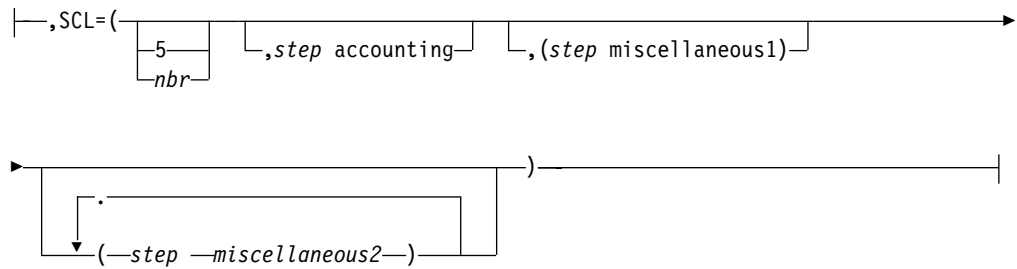 ,SCL=(
5
nbr
,step accounting
,(step miscellaneous1)
)
.
(step miscellaneous2)